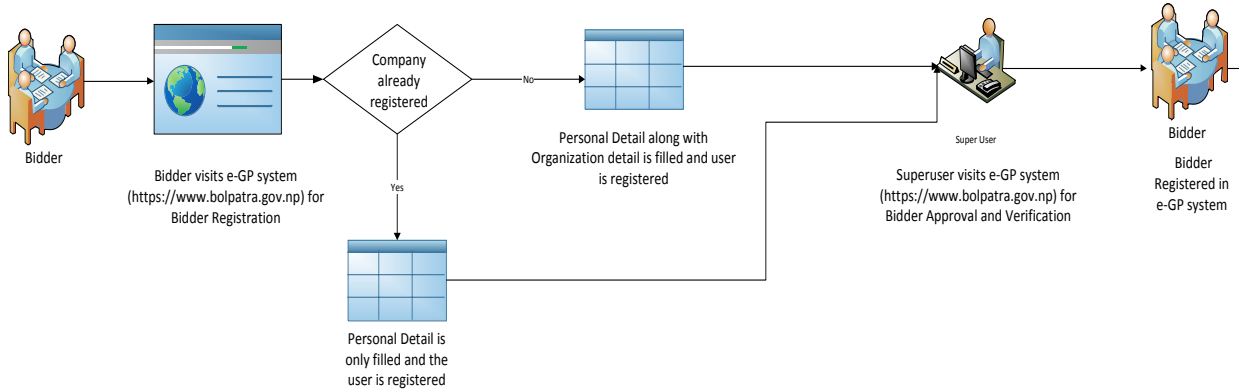 Bidder
Bidder visits e-GP system
(https://www.bolpatra.gov.np) for
Bidder Registration
Company
already
registered
No
Yes
Personal Detail along with
Organization detail is filled and user
is registered
Personal Detail is
only filled and the
user is registered
Super User
Superuser visits e-GP system
(https://www.bolpatra.gov.np) for
Bidder Approval and Verification
Bidder
Bidder
Registered in
e-GP system